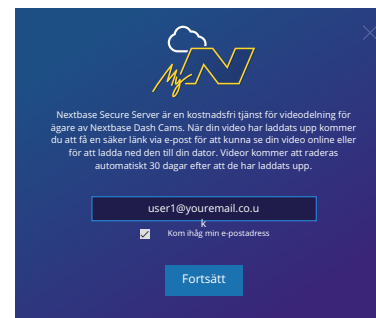 My N
Nextbase Secure Server är en kostnadsfri tjänst för videodelning för
ägare av Nextbase Dash Cams. När din video har laddats upp kommer
du att få en säker länk via e-post för att kunna se din video online eller
för att ladda ned den till din dator. Videor kommer att raderas
automatiskt 30 dagar efter att de har laddats upp.
user1@youremail.co.u
k
Kom ihåg min e-postadress
Fortsätt